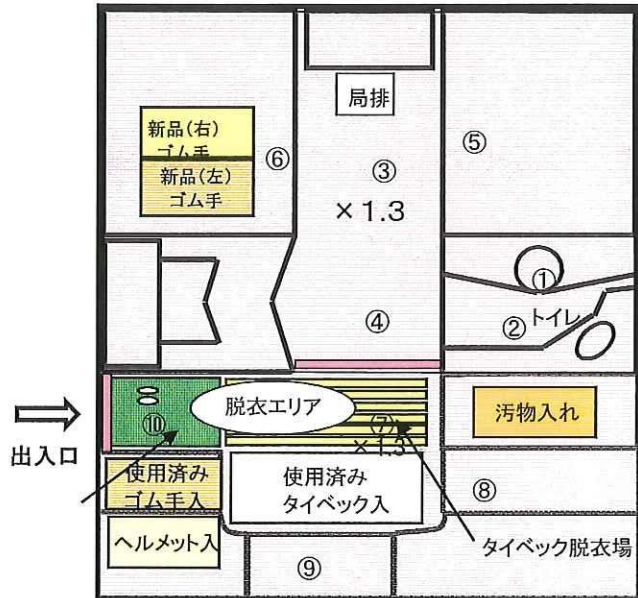 局排
新品(右)
ゴム手
新品(左)
ゴム手
⑥
③
×1.3
⑤
④
①
②
トイレ
出入口
⑩
脱衣エリア
⑦
×1.3
汚物入れ
使用済み
ゴム手入
使用済み
タイベック入
⑧
ヘルメット入
⑨
タイベック脱衣場